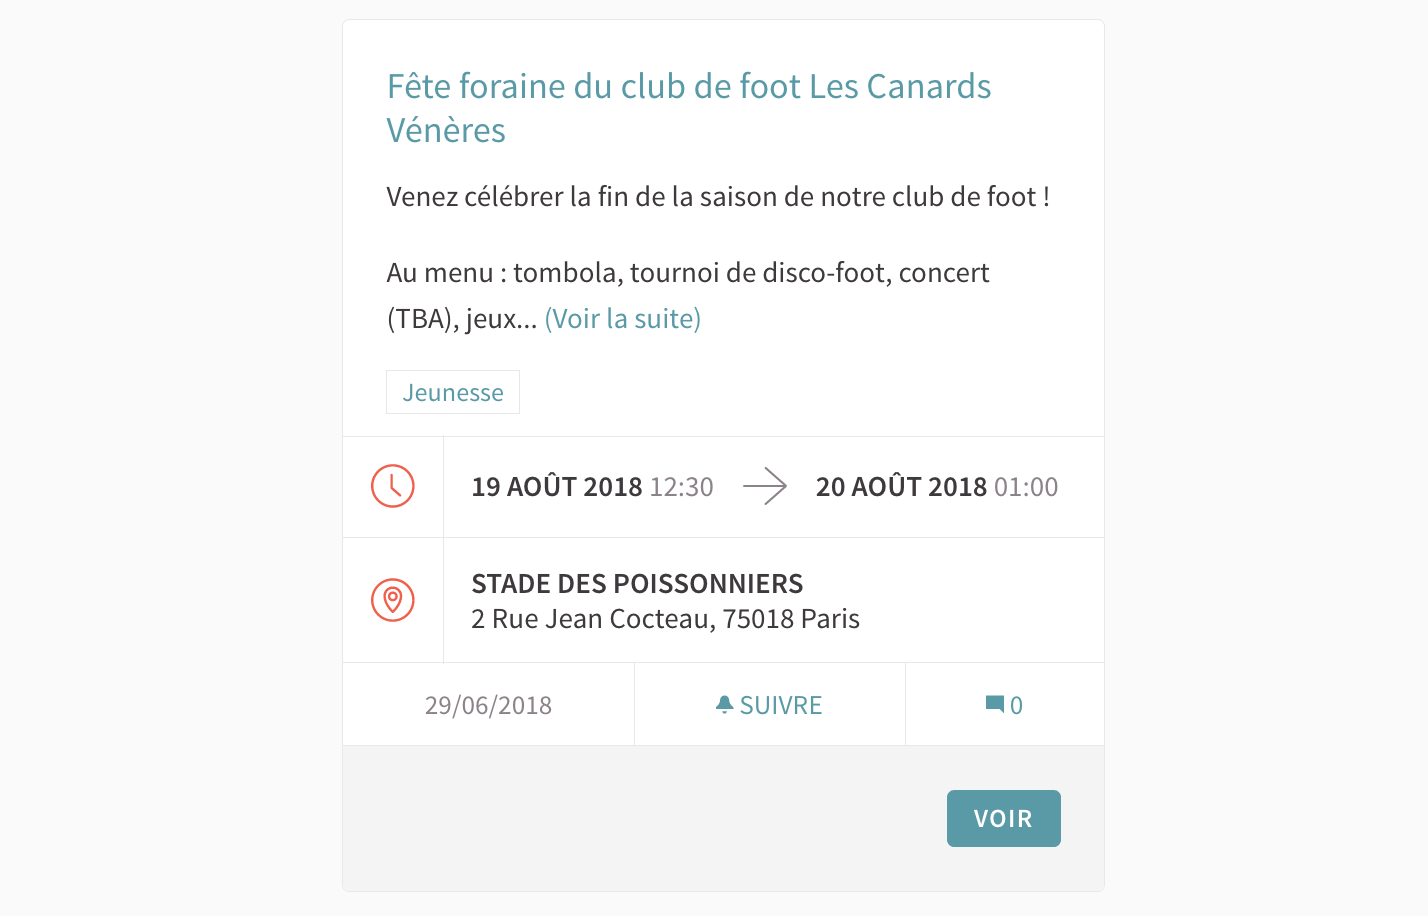 Fête foraine du club de foot Les Canards
Vénères
Venez célébrer la fin de la saison de notre club de foot !
Au menu : tombola, tournoi de disco-foot, concert
(TBA), jeux... (Voir la suite)
Jeunesse
19 AOÛT 2018 12:30 20 AOÛT 2018 01:00
STADE DES POISSONNIERS
2 Rue Jean Cocteau, 75018 Paris
29/06/2018 SUIVRE 0
VOIR